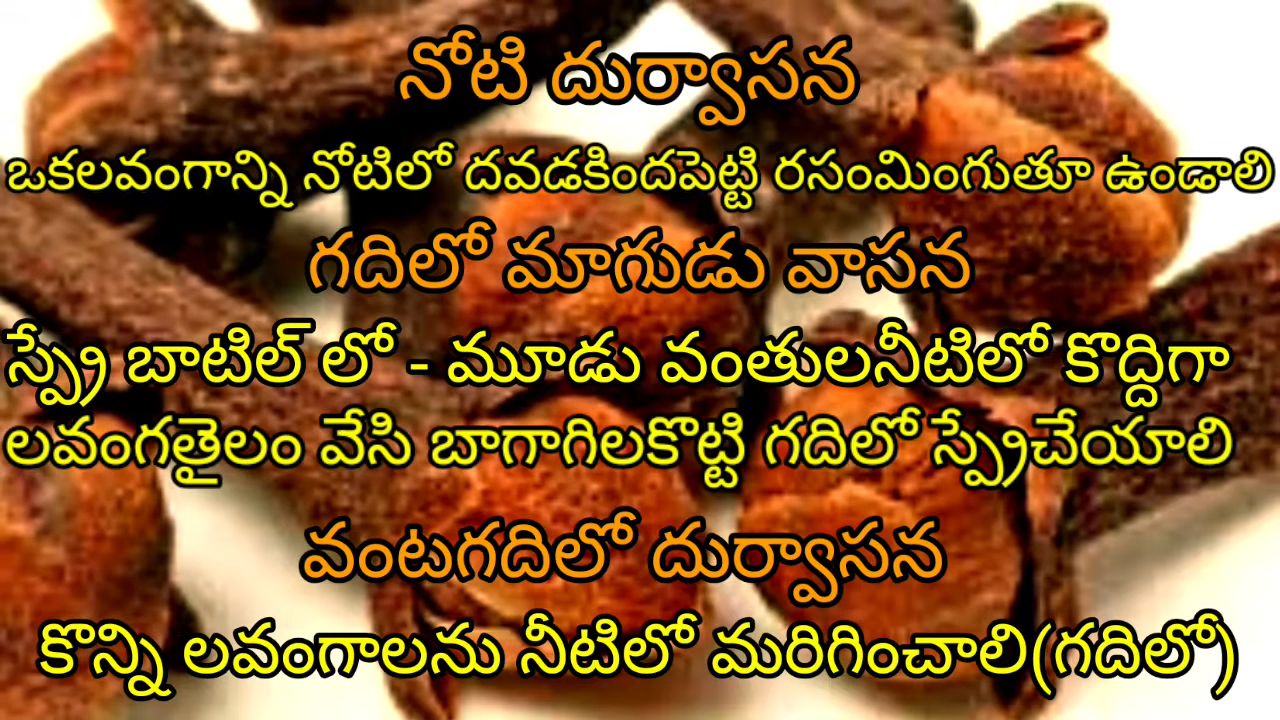 నోటి దుర్వాసన
ఒకలవంగాన్ని నోటిలో దవడకిందపెట్టి రసంమింగుతూ ఉండాలి
గదిలో మాగుడు వాసన
స్ప్రే బాటిల్ లో - మూడు వంతులనీటిలో కొద్దిగా
లవంగతైలం వేసి బాగాగిలకొట్టి గదిలో స్ప్రేచేయాలి
వంటగదిలో దుర్వాసన
కొన్ని లవంగాలను నీటిలో మరిగించాలి(గదిలో)